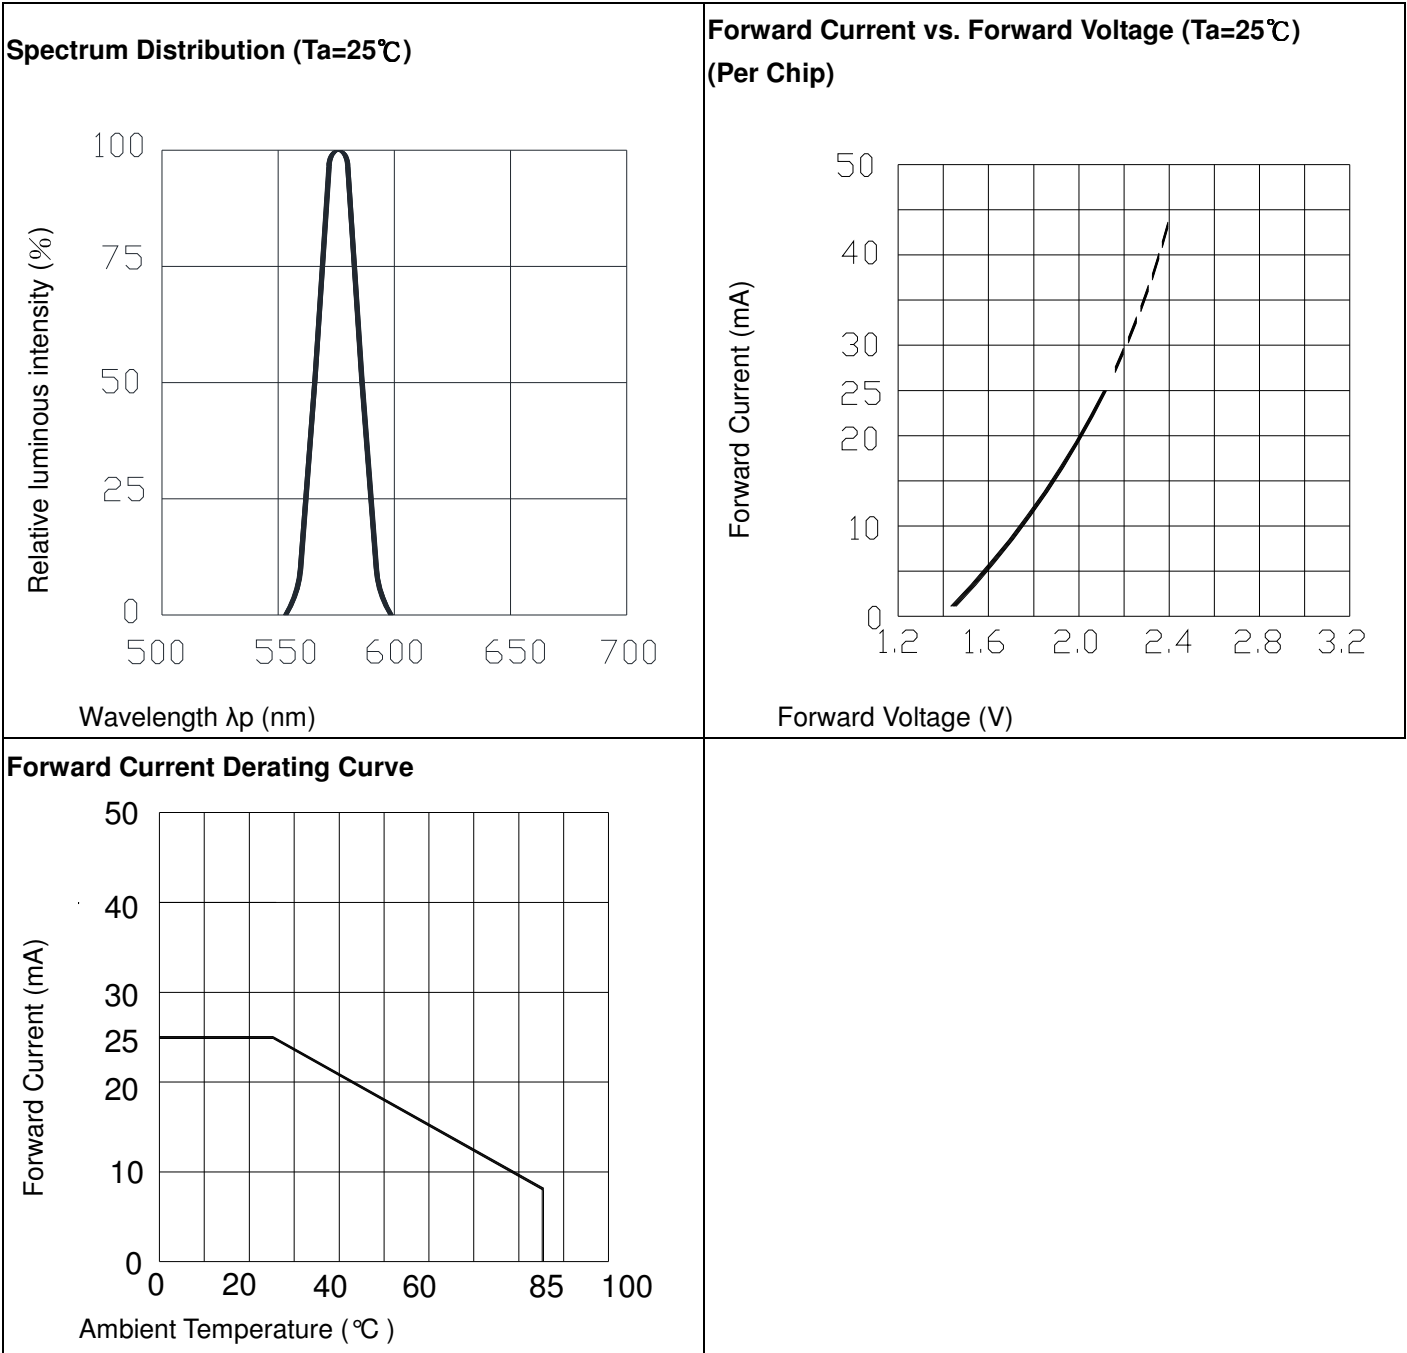 Spectrum Distribution (Ta=25℃)
100
75
50
25
0
500 550 600 650 700
Relative luminous intensity (%)
Wavelength λp (nm)
Forward Current vs. Forward Voltage (Ta=25℃)
(Per Chip)
50
40
30
25
20
10
0
1.2 1.6 2.0 2.4 2.8 3.2
Forward Current (mA)
Forward Voltage (V)
Forward Current Derating Curve
50
40
30
25
20
10
0
0 20 40 60 85 100
Forward Current (mA)
Ambient Temperature (℃ )